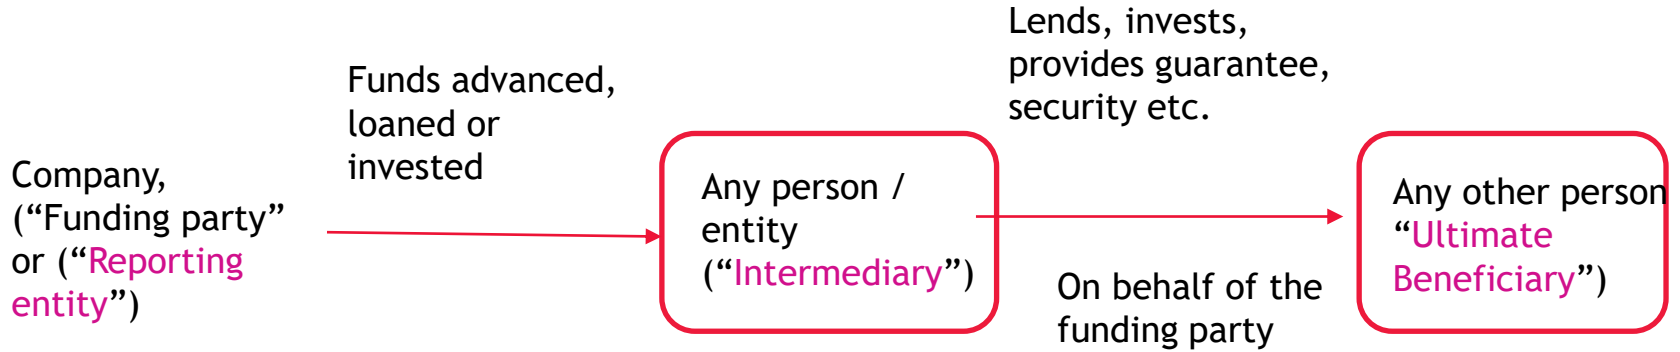 Company,
(“Funding party”
or (“Reporting
entity”)
Funds advanced,
loaned or
invested
Any person /
entity
(“Intermediary”)
Lends, invests,
provides guarantee,
security etc.
On behalf of the
funding party
Any other person
“Ultimate
Beneficiary”)